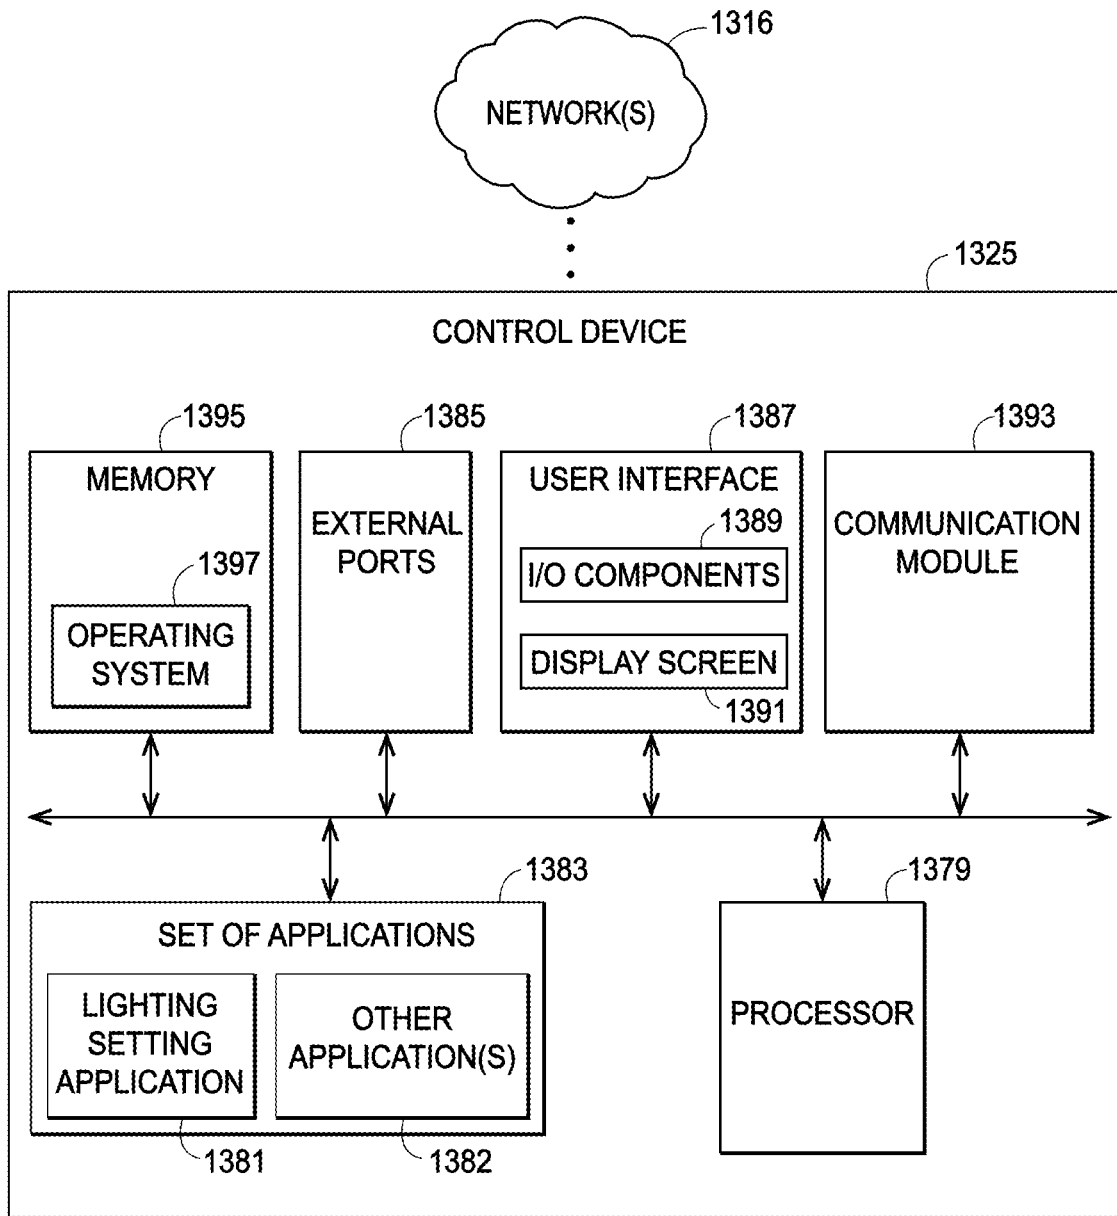 1316
NETWORK(S)
1325
CONTROL DEVICE
1395
1385
1387
1393
MEMORY
EXTERNAL
PORTS
USER INTERFACE
COMMUNICATION
MODULE
1397
OPERATING
SYSTEM
1389
I/O COMPONENTS
DISPLAY SCREEN
1391
1383
1379
SET OF APPLICATIONS
LIGHTING
SETTING
APPLICATION
OTHER
APPLICATION(S)
PROCESSOR
1381
1382